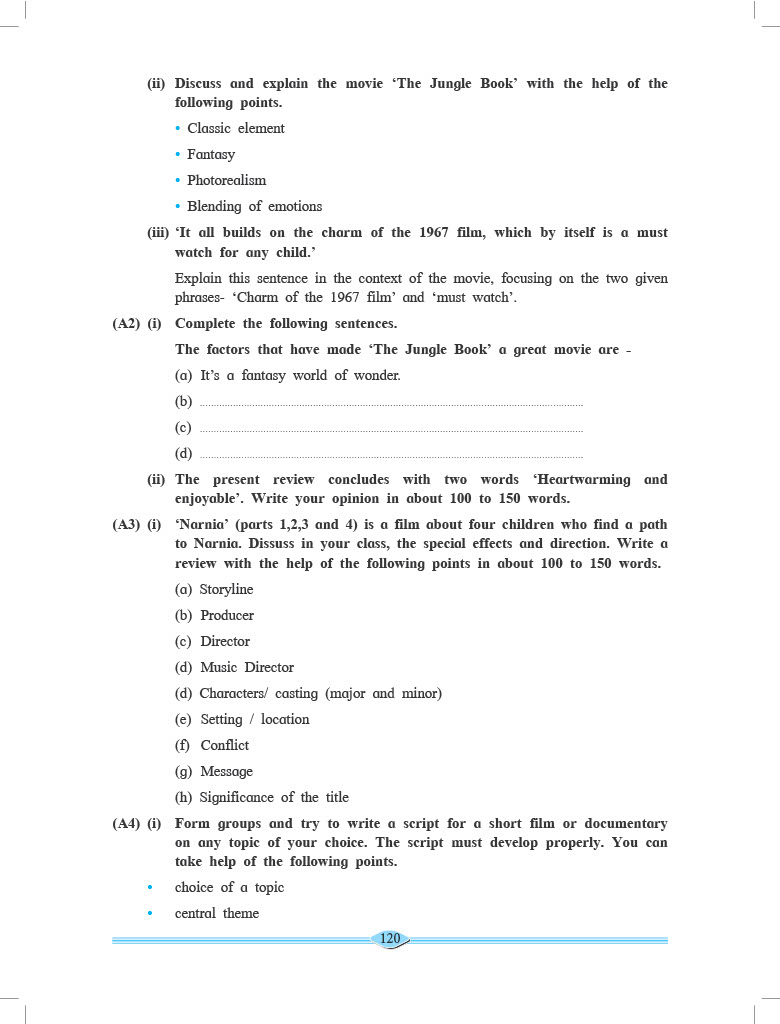 (ii) Discuss and explain the movie ‘The Jungle Book’ with the help of the
following points.
• Classic element
• Fantasy
• Photorealism
• Blending of emotions
(iii) ‘It all builds on the charm of the 1967 film, which by itself is a must
watch for any child.’
Explain this sentence in the context of the movie, focusing on the two given
phrases- ‘Charm of the 1967 film’ and ‘must watch’.
(A2) (i) Complete the following sentences.
The factors that have made ‘The Jungle Book’ a great movie are -
(a) It’s a fantasy world of wonder.
(b) ..........................................................................
(c) ..........................................................................
(d) ..........................................................................
(ii) The present review concludes with two words ‘Heartwarming and
enjoyable’. Write your opinion in about 100 to 150 words.
(A3) (i) ‘Narnia’ (parts 1,2,3 and 4) is a film about four children who find a path
to Narnia. Dissuss in your class, the special effects and direction. Write a
review with the help of the following points in about 100 to 150 words.
(a) Storyline
(b) Producer
(c) Director
(d) Music Director
(d) Characters/ casting (major and minor)
(e) Setting / location
(f) Conflict
(g) Message
(h) Significance of the title
(A4) (i) Form groups and try to write a script for a short film or documentary
on any topic of your choice. The script must develop properly. You can
take help of the following points.
• choice of a topic
• central theme
120